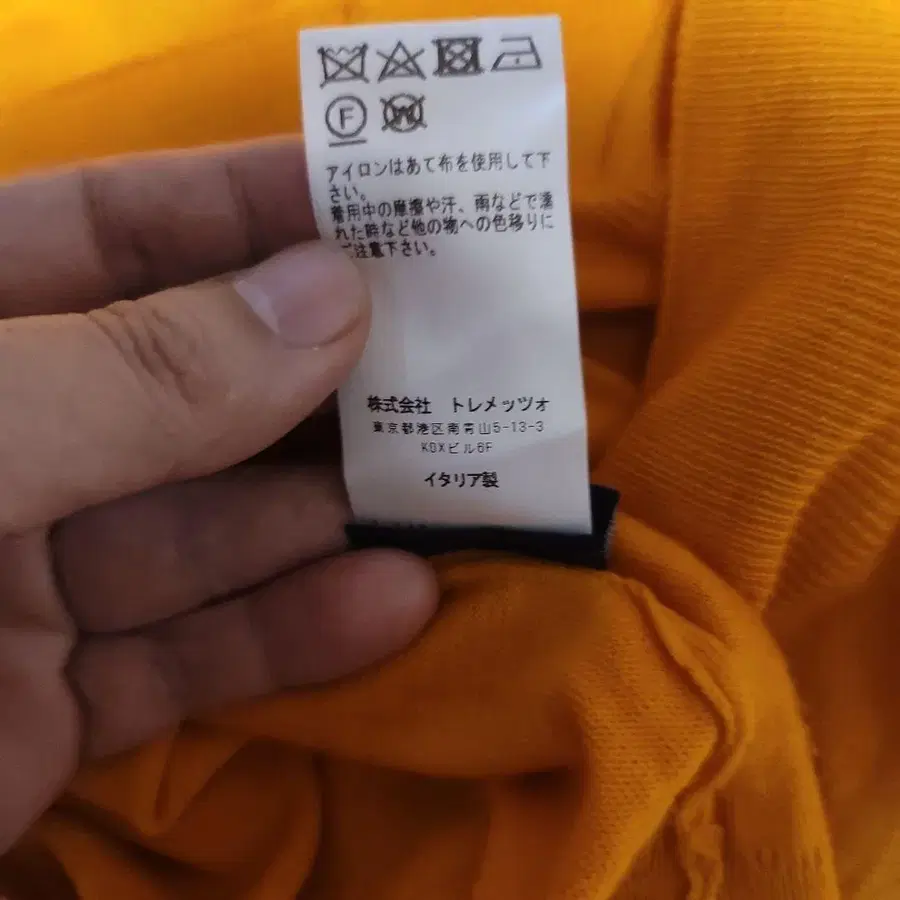 F W
アイロンはあて布を使用して下
さい。
着用中の摩擦や汗、雨などで濡
れた時など他の物への色移りに
ご注意下さい。
株式会社 トレメッツォ
東京都港区南青山5-13-3
KDXビル6F
イタリア製